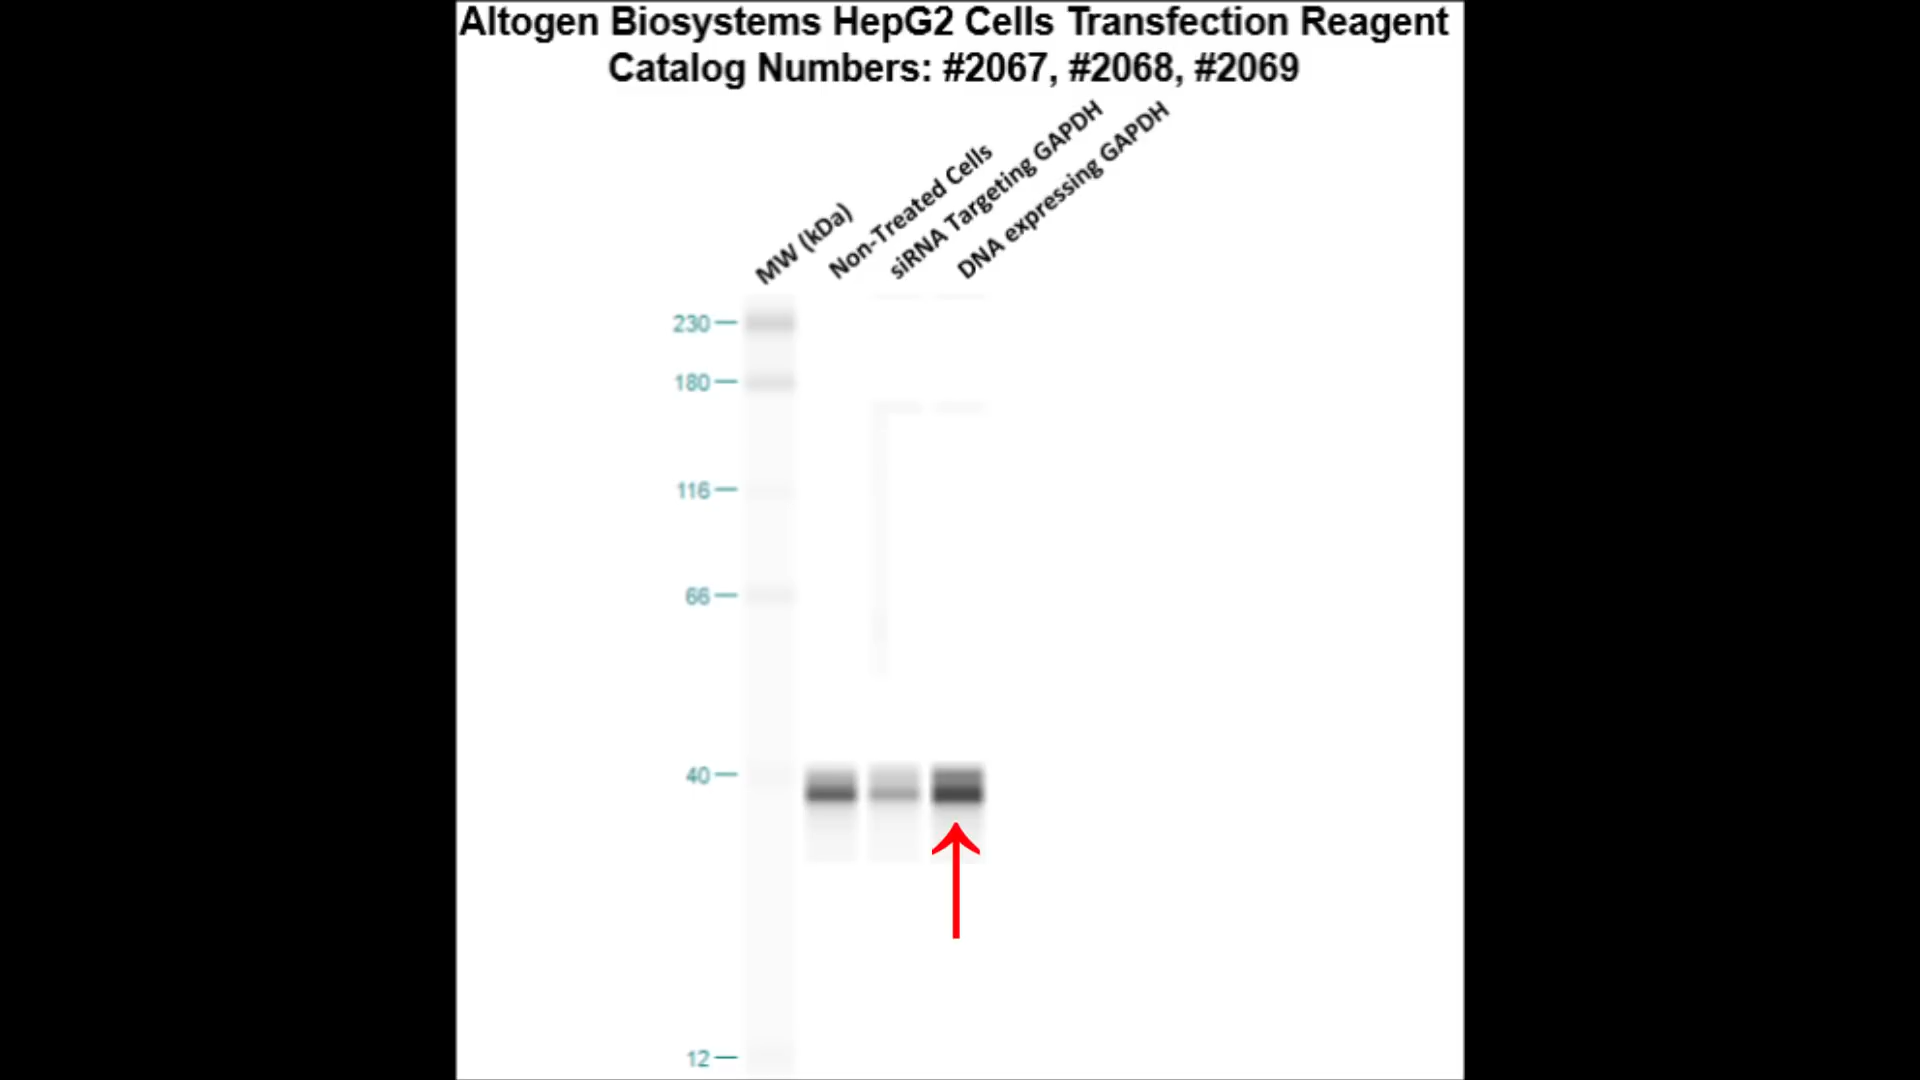 Altogen Biosystems HepG2 Cells Transfection Reagent
Catalog Numbers: #2067, #2068, #2069
MW (kDa)
Non-Treated Cells
siRNA Targeting GAPDH
DNA expressing GAPDH
230
180
116
66
40
12